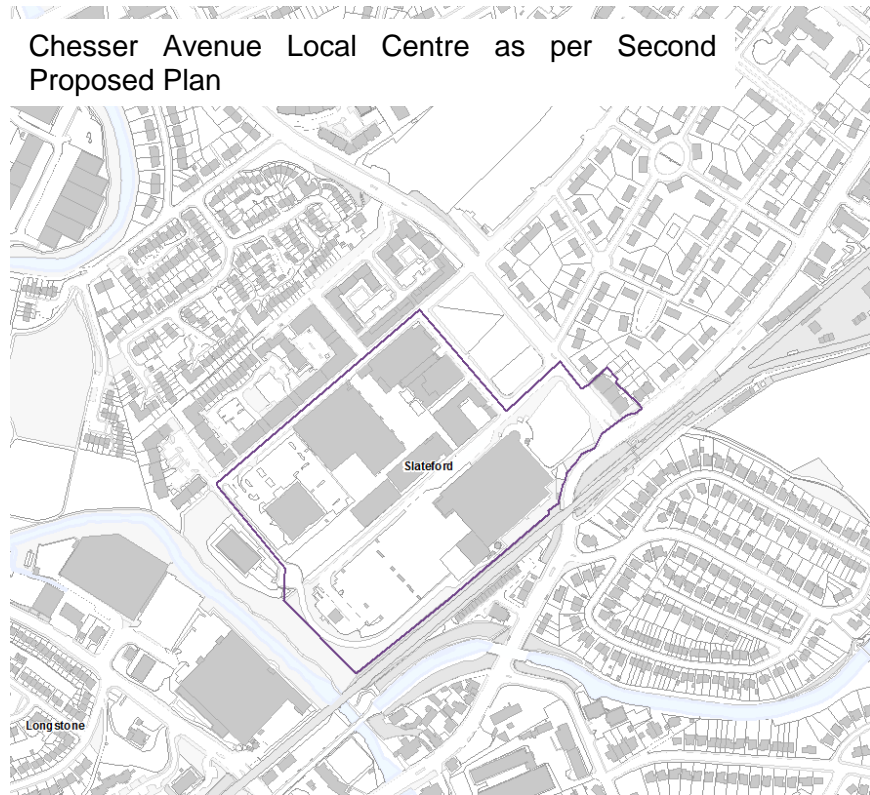 Chesser Avenue Local Centre as per Second
Proposed Plan
Slateford
Longstone